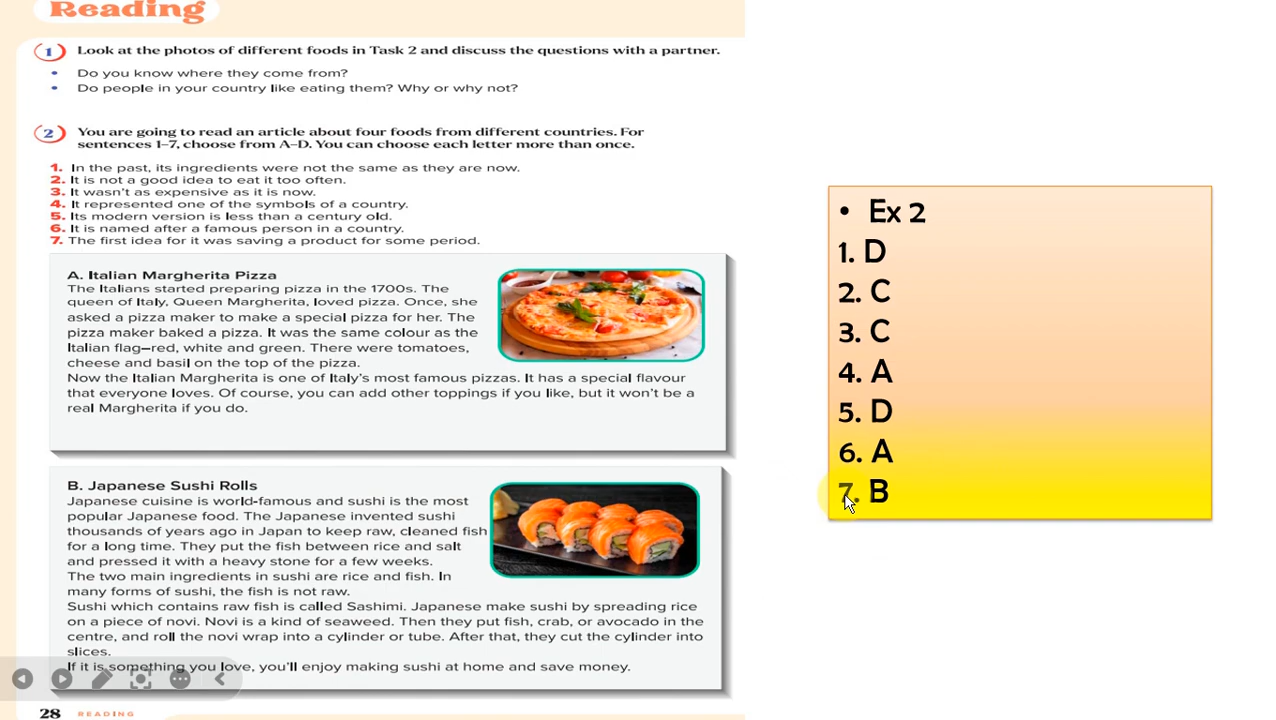 Reading
1 Look at the photos of different foods in Task 2 and discuss the questions with a partner.
• Do you know where they come from?
• Do people in your country like eating them? Why or why not?
2 You are going to read an article about four foods from different countries. For
sentences 1–7, choose from A–D. You can choose each letter more than once.
1. In the past, its ingredients were not the same as they are now.
2. It is not a good idea to eat it too often.
3. It wasn't as expensive as it is now.
4. It represented one of the symbols of a country.
5. Its modern version is less than a century old.
6. It is named after a famous person in a country.
7. The first idea for it was saving a product for some period.
A. Italian Margherita Pizza
The Italians started preparing pizza in the 1700s. The
queen of Italy, Queen Margherita, loved pizza. Once, she
asked a pizza maker to make a special pizza for her. The
pizza maker baked a pizza. It was the same colour as the
Italian flag—red, white and green. There were tomatoes,
cheese and basil on the top of the pizza.
Now the Italian Margherita is one of Italy's most famous pizzas. It has a special flavour
that everyone loves. Of course, you can add other toppings if you like, but it won't be a
real Margherita if you do.
B. Japanese Sushi Rolls
Japanese cuisine is world-famous and sushi is the most
popular Japanese food. The Japanese invented sushi
thousands of years ago in Japan to keep raw, cleaned fish
for a long time. They put the fish between rice and salt
and pressed it with a heavy stone for a few weeks.
The two main ingredients in sushi are rice and fish. In
many forms of sushi, the fish is not raw.
Sushi which contains raw fish is called Sashimi. Japanese make sushi by spreading rice
on a piece of novi. Novi is a kind of seaweed. Then they put fish, crab, or avocado in the
centre, and roll the novi wrap into a cylinder or tube. After that, they cut the cylinder into
slices.
If it is something you love, you'll enjoy making sushi at home and save money.
28 READING
• Ex 2
1. D
2. C
3. C
4. A
5. D
6. A
7. B